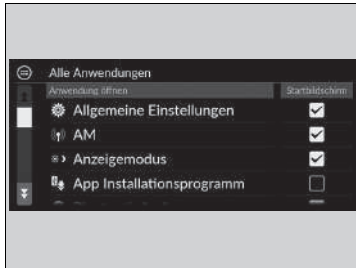 Alle Anwendungen
Anwendung öffnen Startbildschirm
Allgemeine Einstellungen
AM
Anzeigemodus
App Installationsprogramm